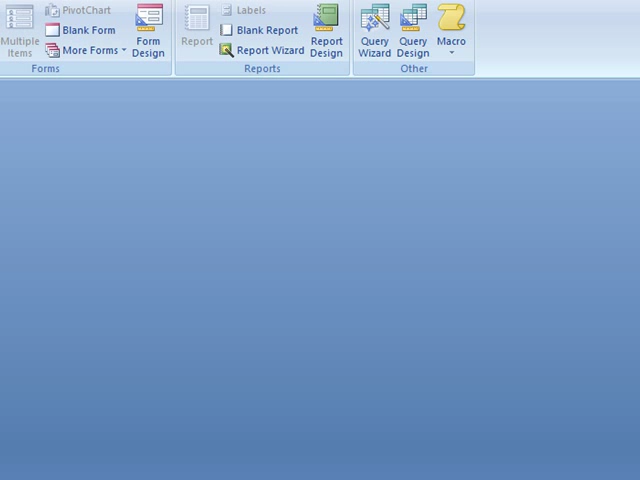 Multiple
Items
PivotChart
Blank Form
More Forms
Form
Design
Forms
Report
Labels
Blank Report
Report Wizard
Report
Design
Reports
Query
Wizard
Query
Design
Macro
Other